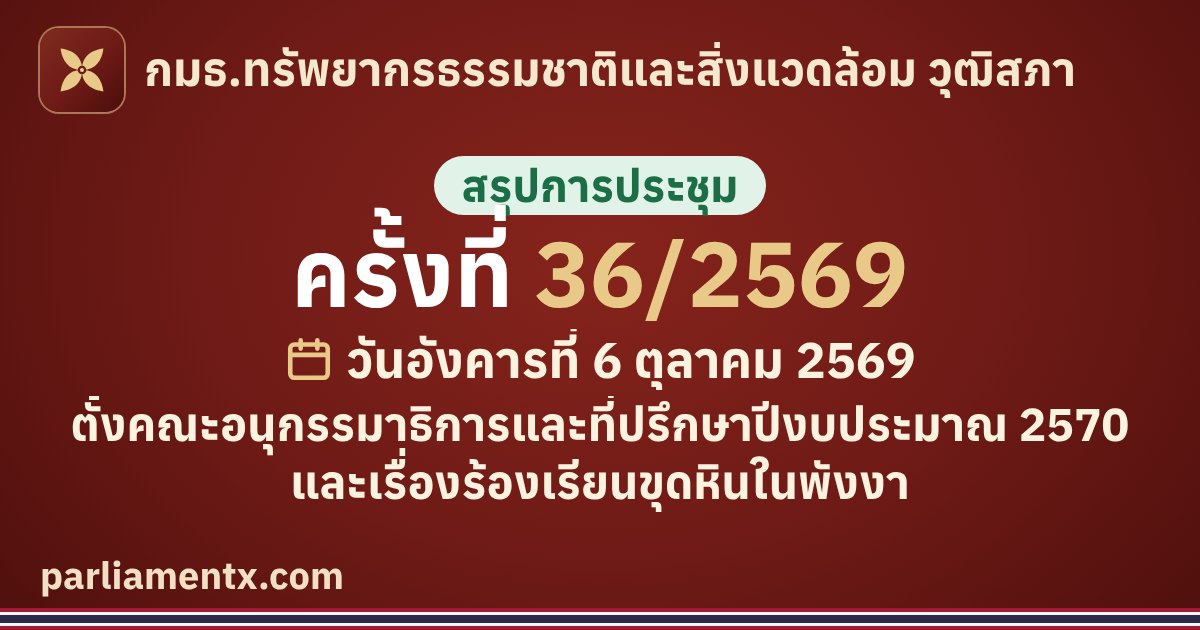 กมธ.ทรัพยากรธรรมชาติและสิ่งแวดล้อม วุฒิสภา
สรุปการประชุม
ครั้งที่ 36/2569
วันอังคารที่ 6 ตุลาคม 2569
ตั้งคณะอนุกรรมาธิการและที่ปรึกษาปีงบประมาณ 2570
และเรื่องร้องเรียนขุดหินในพังงา
parliamentx.com